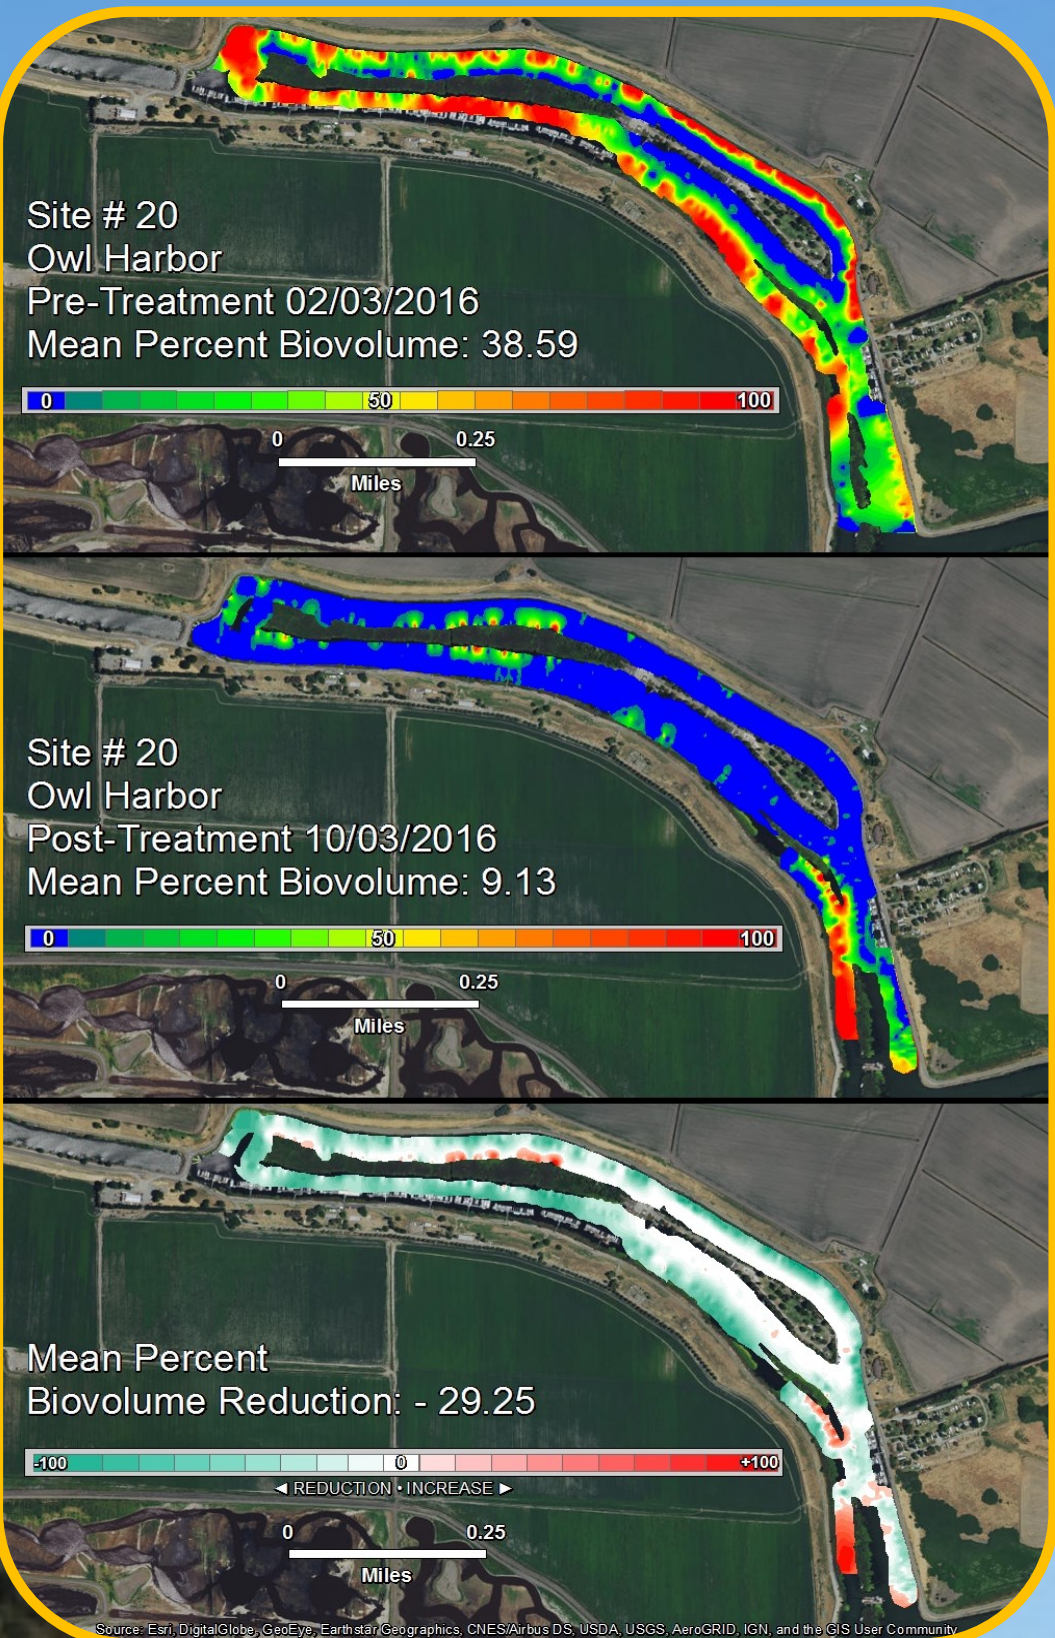 Site # 20
Owl Harbor
Pre-Treatment 02/03/2016
Mean Percent Biovolume: 38.59
0 50 100
0 0.25
Miles
Site # 20
Owl Harbor
Post-Treatment 10/03/2016
Mean Percent Biovolume: 9.13
0 50 100
0 0.25
Miles
Mean Percent
Biovolume Reduction: - 29.25
-100 0 +100
◄ REDUCTION • INCREASE ►
0 0.25
Miles
Source: Esri, DigitalGlobe, GeoEye, Earthstar Geographics, CNES/Airbus DS, USDA, USGS, AeroGRID, IGN, and the GIS User Community